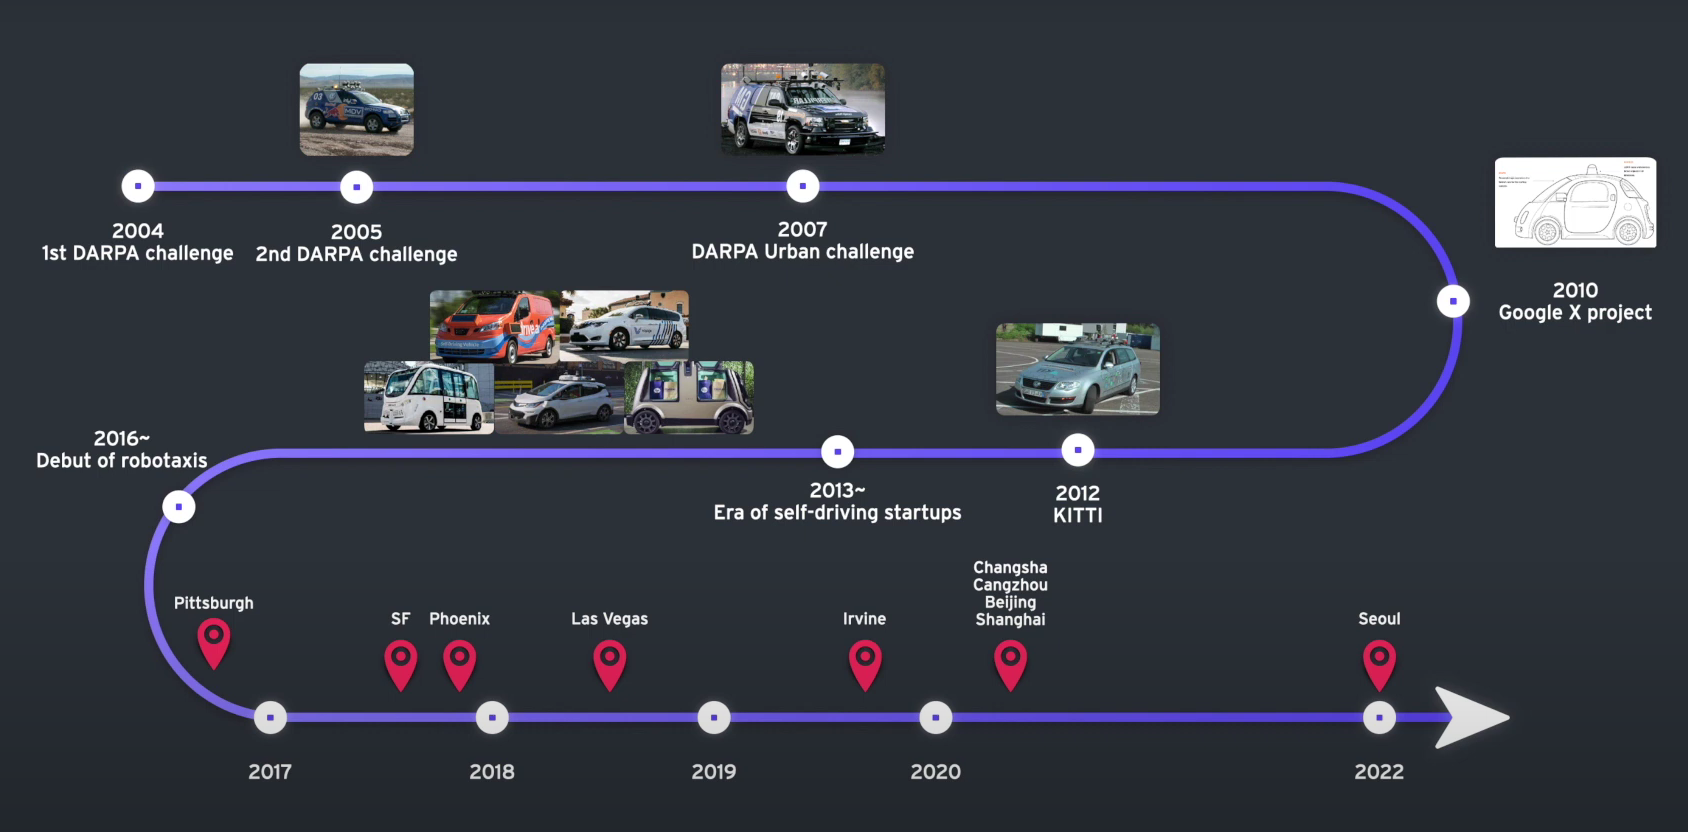 2004
1st DARPA challenge
2005
2nd DARPA challenge
2007
DARPA Urban challenge
2010
Google X project
2012
KITTI
2013~
Era of self-driving startups
2016~
Debut of robotaxis
Pittsburgh
SF
Phoenix
Las Vegas
Irvine
Changsha
Cangzhou
Beijing
Shanghai
Seoul
2017
2018
2019
2020
2022
03